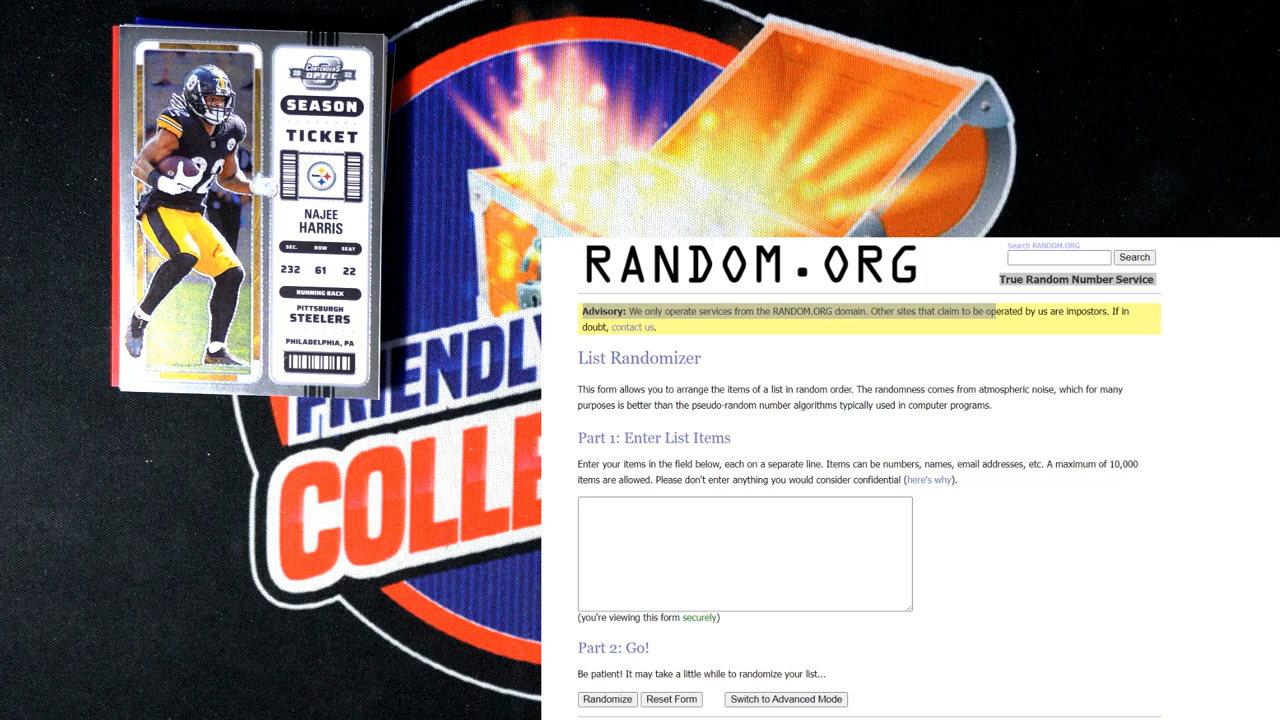 CONTENDERS
20 OPTIC 22
SEASON
TICKET
NAJEE
HARRIS
SEC. ROW SEAT
232 61 22
RUNNING BACK
PITTSBURGH
STEELERS
PHILADELPHIA, PA
FRIENDLY
COLLE
RANDOM.ORG
Search RANDOM.ORG
Search
True Random Number Service
Advisory: We only operate services from the RANDOM.ORG domain. Other sites that claim to be operated by us are impostors. If in
doubt, contact us.
List Randomizer
This form allows you to arrange the items of a list in random order. The randomness comes from atmospheric noise, which for many
purposes is better than the pseudo-random number algorithms typically used in computer programs.
Part 1: Enter List Items
Enter your items in the field below, each on a separate line. Items can be numbers, names, email addresses, etc. A maximum of 10,000
items are allowed. Please don't enter anything you would consider confidential (here's why).
(you're viewing this form securely)
Part 2: Go!
Be patient! It may take a little while to randomize your list...
Randomize Reset Form Switch to Advanced Mode